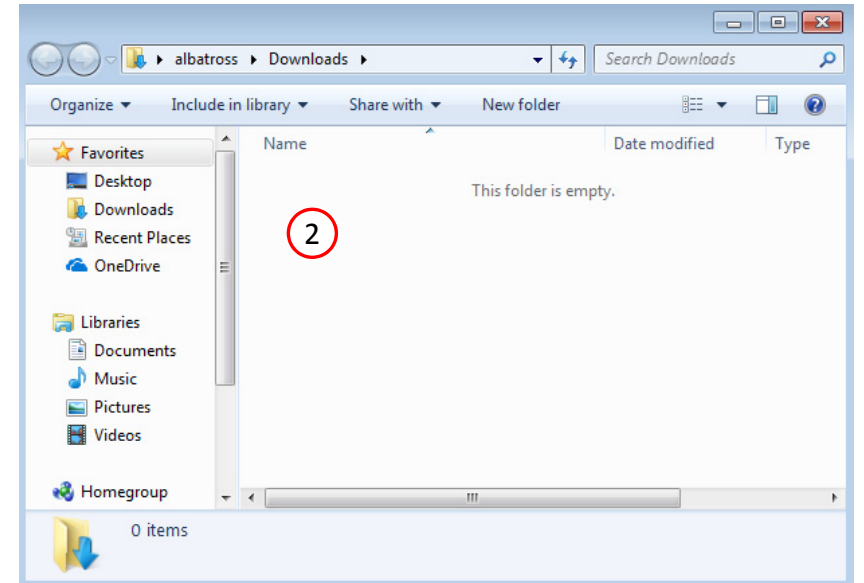 albatross Downloads
Search Downloads
Organize Include in library Share with New folder
Name Date modified Type
This folder is empty.
2
Favorites
Desktop
Downloads
Recent Places
OneDrive
Libraries
Documents
Music
Pictures
Videos
Homegroup
0 items